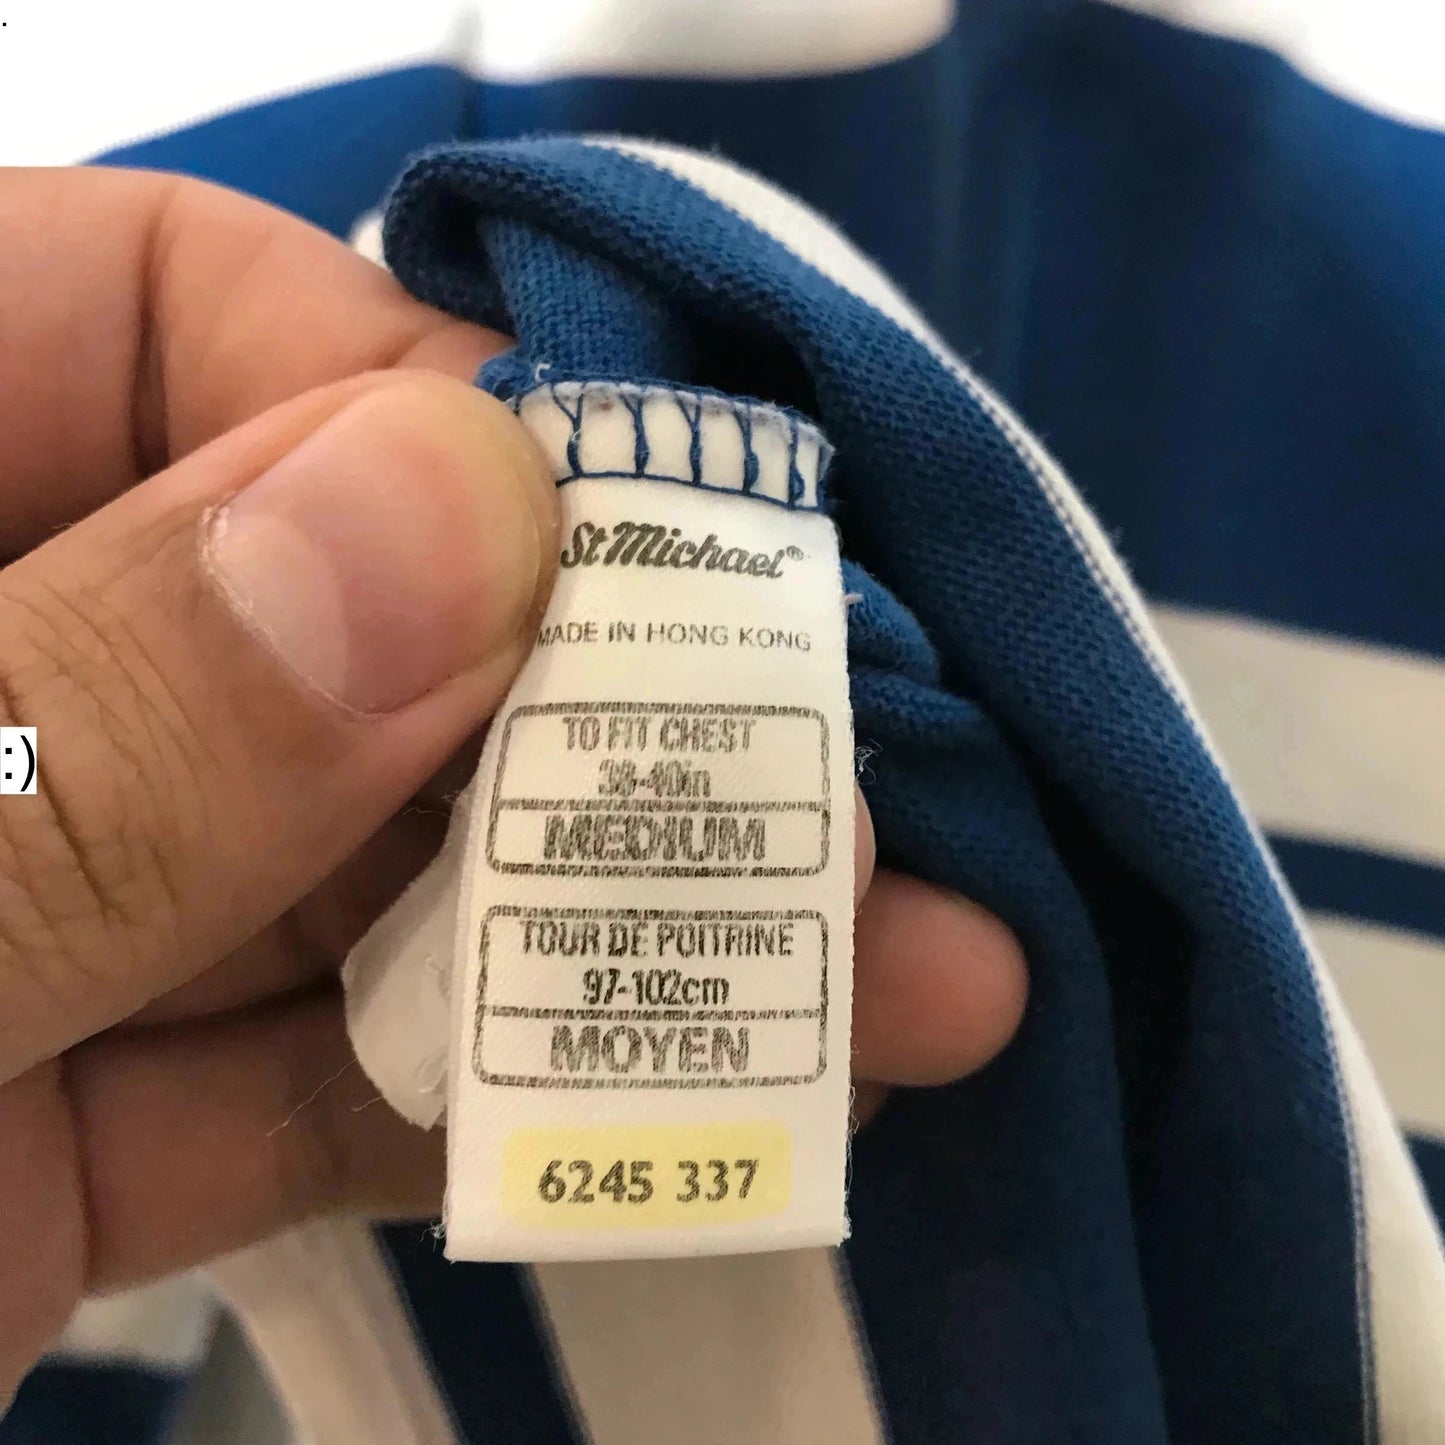 .
St Michael®
MADE IN HONG KONG
TO FIT CHEST
38-40in
MEDIUM
:)
TOUR DE POITRINE
97-102cm
MOYEN
6245 337